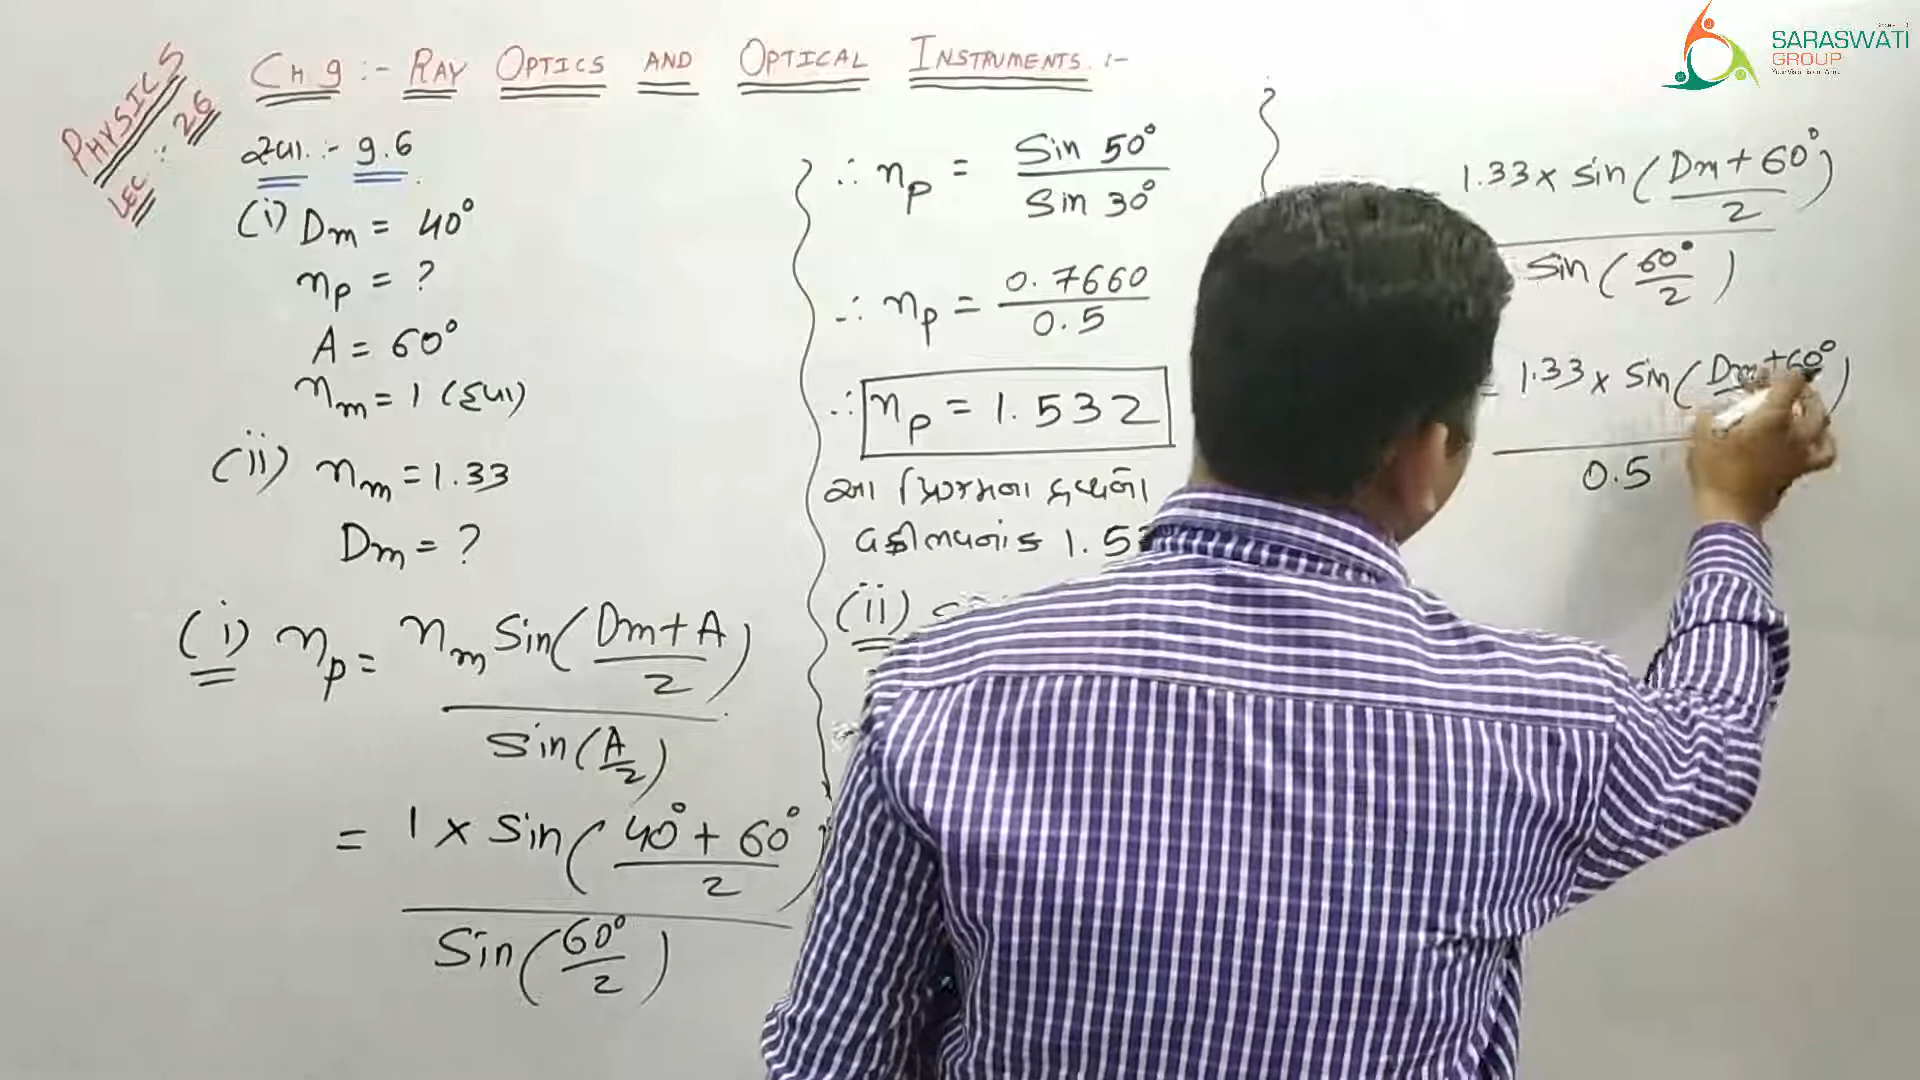 PHYSICS
LEC :- 26
CH 9 :- RAY OPTICS AND OPTICAL INSTRUMENTS :-
સ્વા. :- 9.6
(i) Dm = 40°
np = ?
A = 60°
nm = 1 (હવા)
(ii) nm = 1.33
Dm = ?
(i) np = nm Sin(Dm + A / 2)
Sin(A/2)
= 1 × Sin(40° + 60° / 2)
Sin(60°/2)
∴ np = Sin 50° / Sin 30°
∴ np = 0.7660 / 0.5
∴ np = 1.532
આ પ્રિઝમના દ્રવ્યનો
વક્રીભવનાંક 1.5
(ii)
1.33 × Sin(Dm + 60° / 2)
Sin(60°/2)
= 1.33 × Sin(Dm + 60°)
0.5
SARASWATI
GROUP